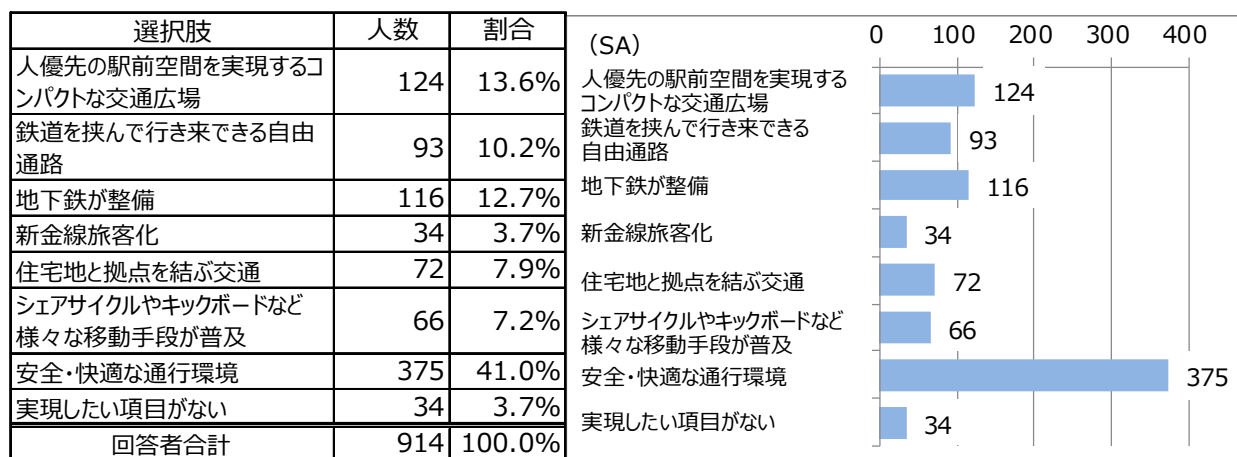 選択肢 人数 割合
人優先の駅前空間を実現するコ
ンパクトな交通広場 124 13.6%
鉄道を挟んで行き来できる自由
通路 93 10.2%
地下鉄が整備 116 12.7%
新金線旅客化 34 3.7%
住宅地と拠点を結ぶ交通 72 7.9%
シェアサイクルやキックボードなど
様々な移動手段が普及 66 7.2%
安全・快適な通行環境 375 41.0%
実現したい項目がない 34 3.7%
回答者合計 914 100.0%
(SA)
0 100 200 300 400
人優先の駅前空間を実現する
コンパクトな交通広場
124
鉄道を挟んで行き来できる
自由通路
93
地下鉄が整備 116
新金線旅客化 34
住宅地と拠点を結ぶ交通 72
シェアサイクルやキックボードなど
様々な移動手段が普及
66
安全・快適な通行環境 375
実現したい項目がない 34